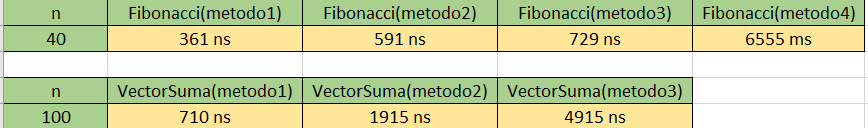 n Fibonacci(metodo1) Fibonacci(metodo2) Fibonacci(metodo3) Fibonacci(metodo4)
40 361 ns 591 ns 729 ns 6555 ms
n VectorSuma(metodo1) VectorSuma(metodo2) VectorSuma(metodo3)
100 710 ns 1915 ns 4915 ns